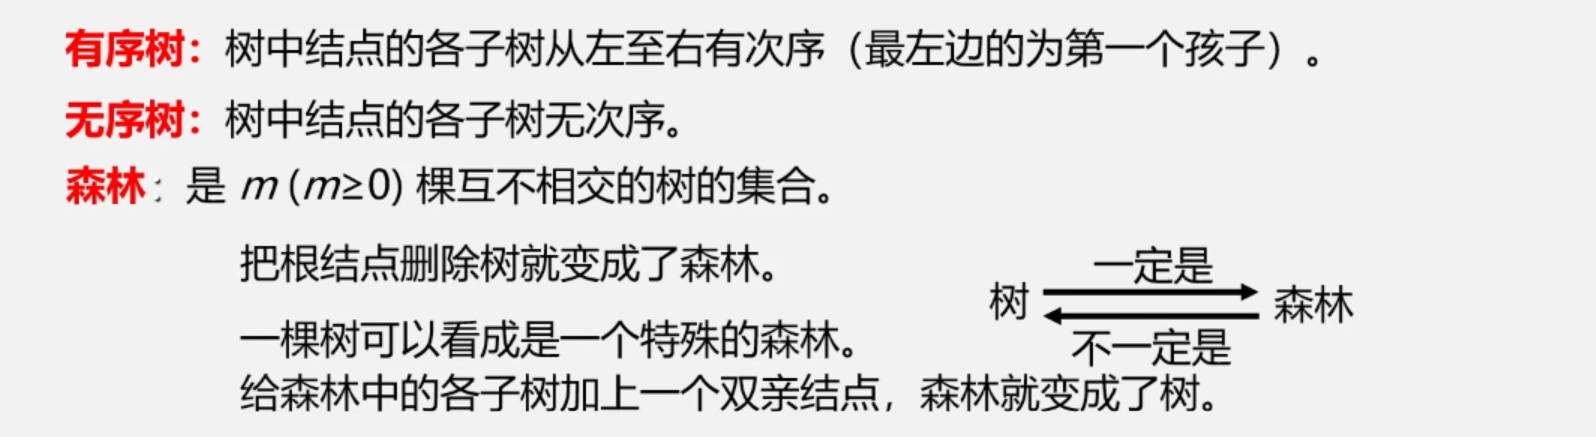 有序树：树中结点的各子树从左至右有次序（最左边的为第一个孩子）。
无序树：树中结点的各子树无次序。
森林：是 m (m≥0) 棵互不相交的树的集合。
把根结点删除树就变成了森林。
一定是
树 森林
不一定是
一棵树可以看成是一个特殊的森林。
给森林中的各子树加上一个双亲结点，森林就变成了树。